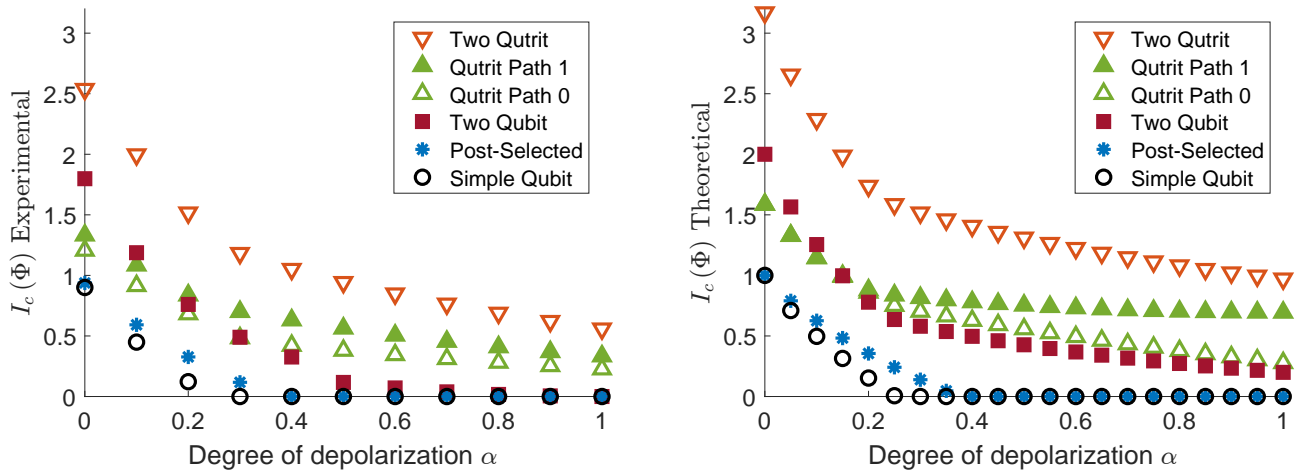 I_c (Φ) Experimental
3
2.5
2
1.5
1
0.5
0
0 0.2 0.4 0.6 0.8 1
Degree of depolarization α
Two Qutrit
Qutrit Path 1
Qutrit Path 0
Two Qubit
Post-Selected
Simple Qubit
I_c (Φ) Theoretical
3
2.5
2
1.5
1
0.5
0
0 0.2 0.4 0.6 0.8 1
Degree of depolarization α
Two Qutrit
Qutrit Path 1
Qutrit Path 0
Two Qubit
Post-Selected
Simple Qubit